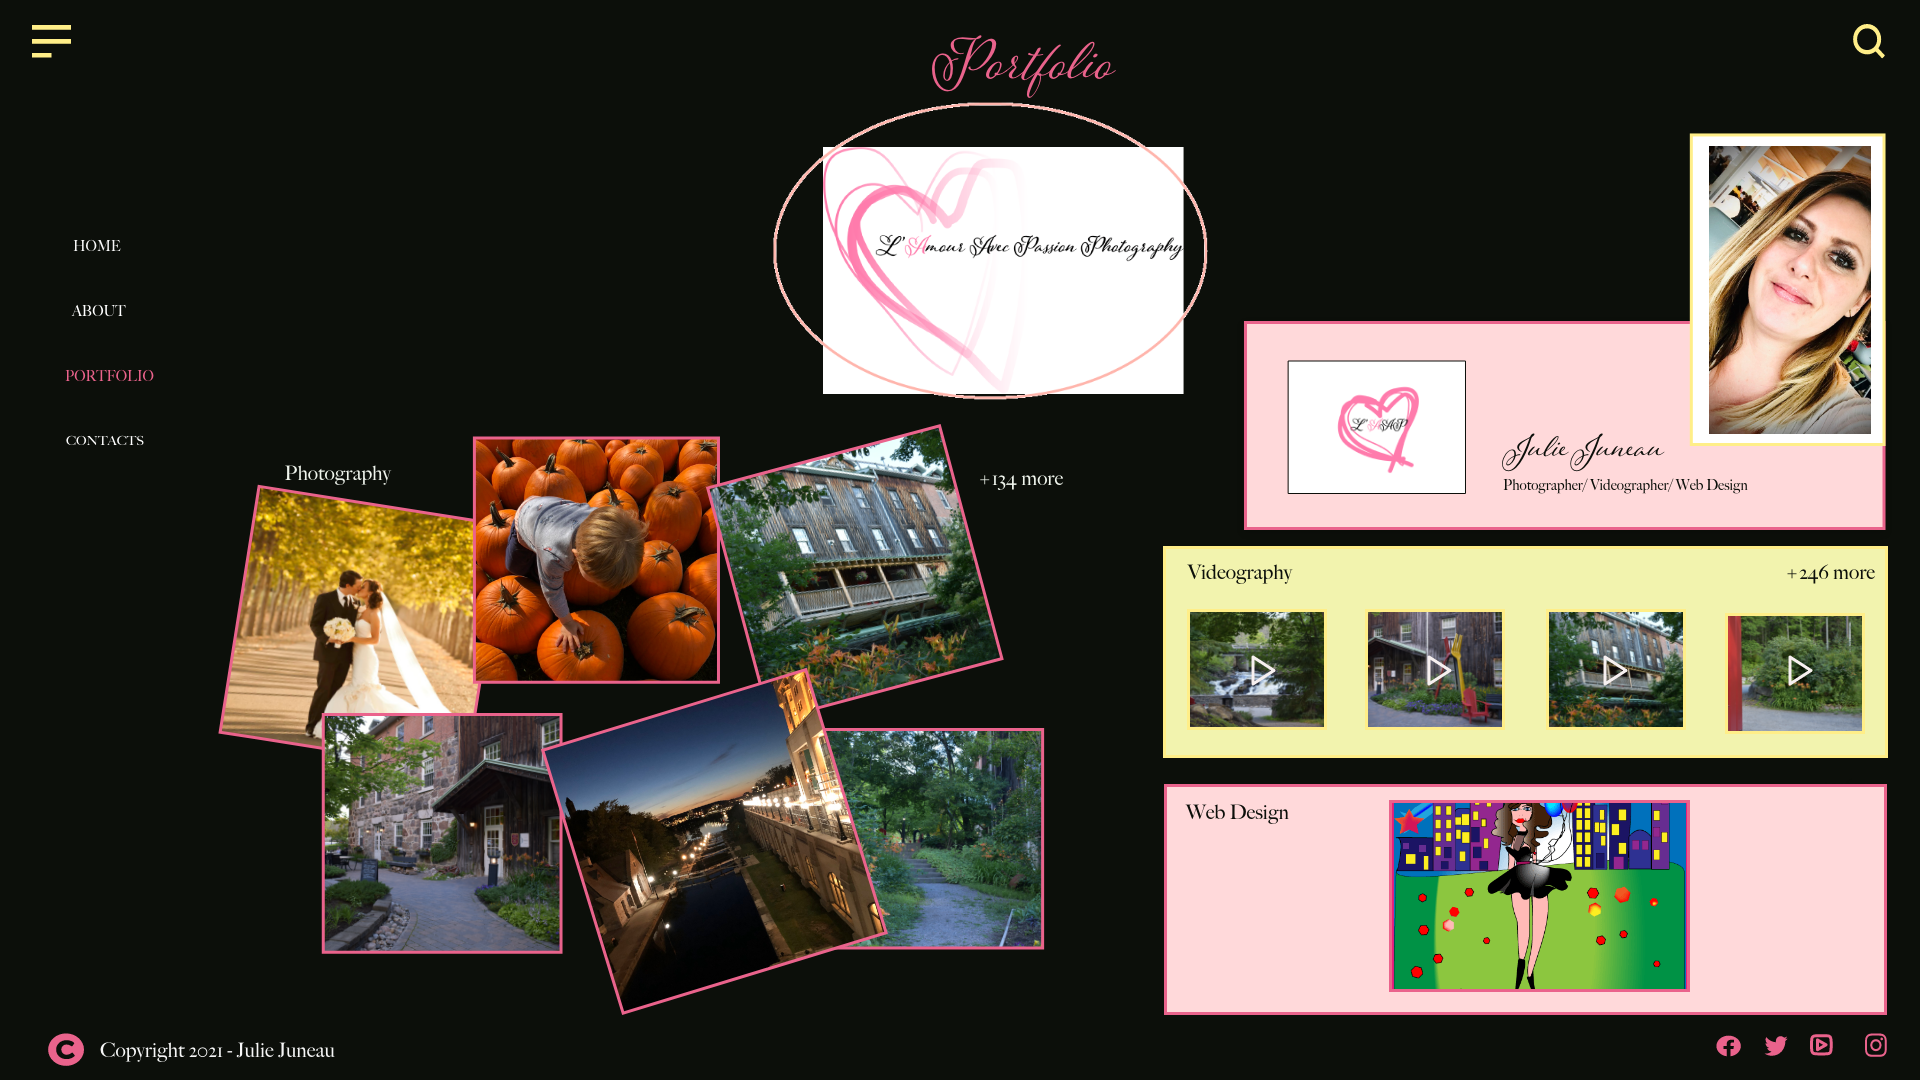 Portfolio
L'Amour Avec Passion Photography
HOME
ABOUT
PORTFOLIO
CONTACTS
Photography
+134 more
L'AAP
Julie Juneau
Photographer/ Videographer/ Web Design
Videography
+246 more
Web Design
C Copyright 2021 - Julie Juneau